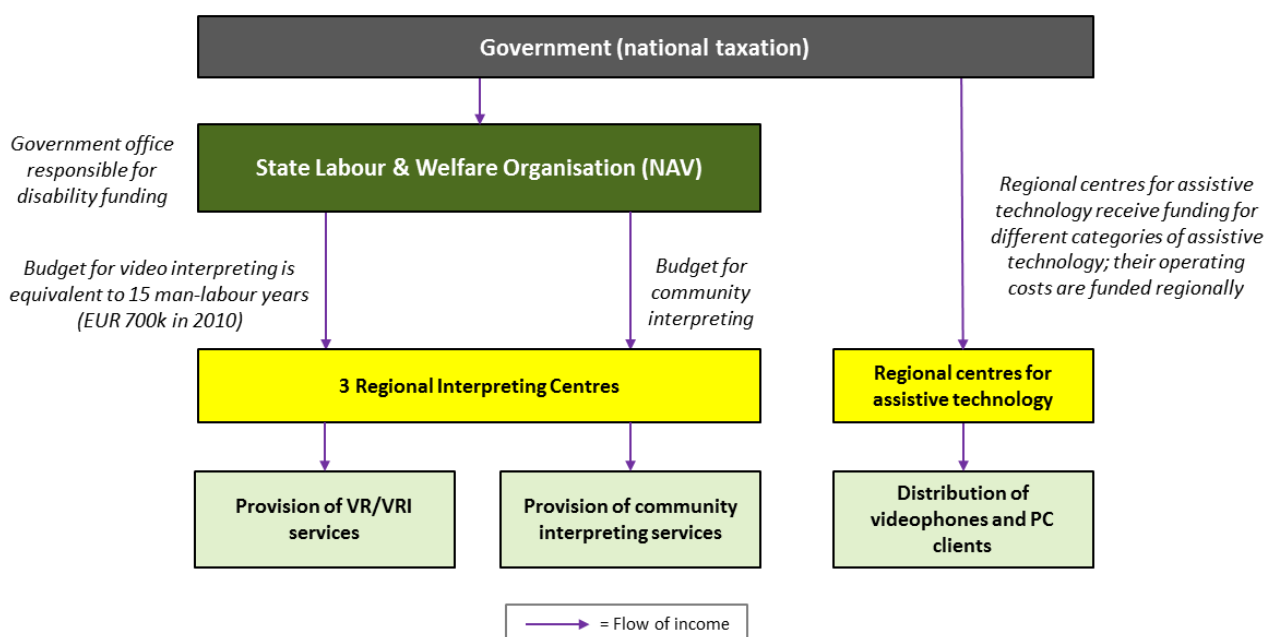 Government (national taxation)
Government office
responsible for
disability funding
State Labour & Welfare Organisation (NAV)
Regional centres for assistive
technology receive funding for
different categories of assistive
technology; their operating
costs are funded regionally
Budget for video interpreting is
equivalent to 15 man-labour years
(EUR 700k in 2010)
Budget for
community
interpreting
3 Regional Interpreting Centres
Regional centres for
assistive technology
Provision of VR/VRI
services
Provision of community
interpreting services
Distribution of
videophones and PC
clients
= Flow of income